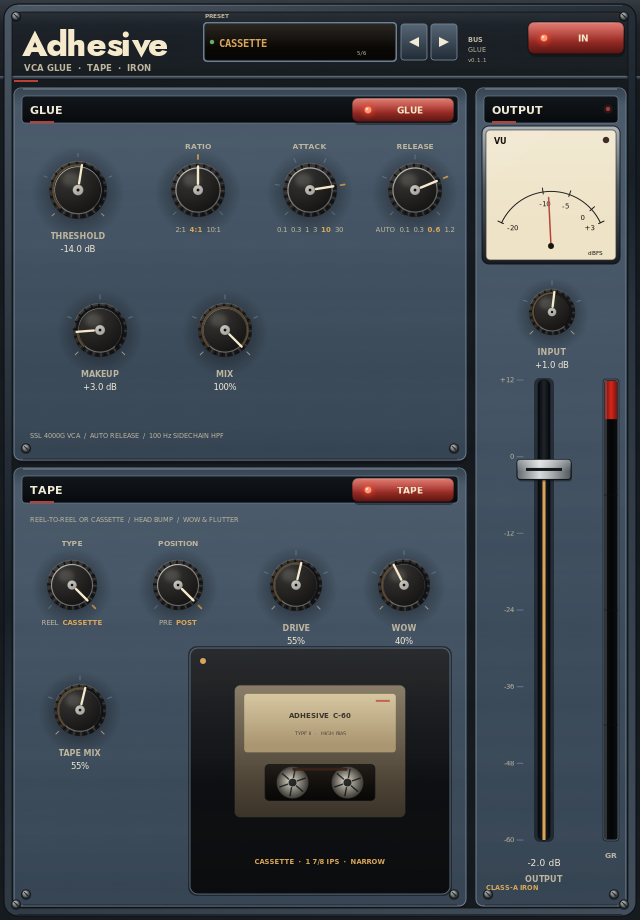 PRESET
Adhesive
VCA GLUE · TAPE · IRON
CASSETTE
5/6
◀ ▶
BUS
GLUE
v0.1.1
IN
GLUE
GLUE
RATIO ATTACK RELEASE
2:1 4:1 10:1
0.1 0.3 1 3 10 30
AUTO 0.1 0.3 0.6 1.2
THRESHOLD
-14.0 dB
MAKEUP
+3.0 dB
MIX
100%
SSL 4000G VCA / AUTO RELEASE / 100 Hz SIDECHAIN HPF
TAPE
TAPE
REEL-TO-REEL OR CASSETTE / HEAD BUMP / WOW & FLUTTER
TYPE POSITION
REEL CASSETTE
PRE POST
DRIVE
55%
WOW
40%
TAPE MIX
55%
ADHESIVE C-60
TYPE II · HIGH BIAS
CASSETTE · 1 7/8 IPS · NARROW
OUTPUT
VU
-20 -10 -5 0 +3
dBFS
INPUT
+1.0 dB
+12
0
-12
-24
-36
-48
-60
GR
-2.0 dB
OUTPUT
CLASS-A IRON